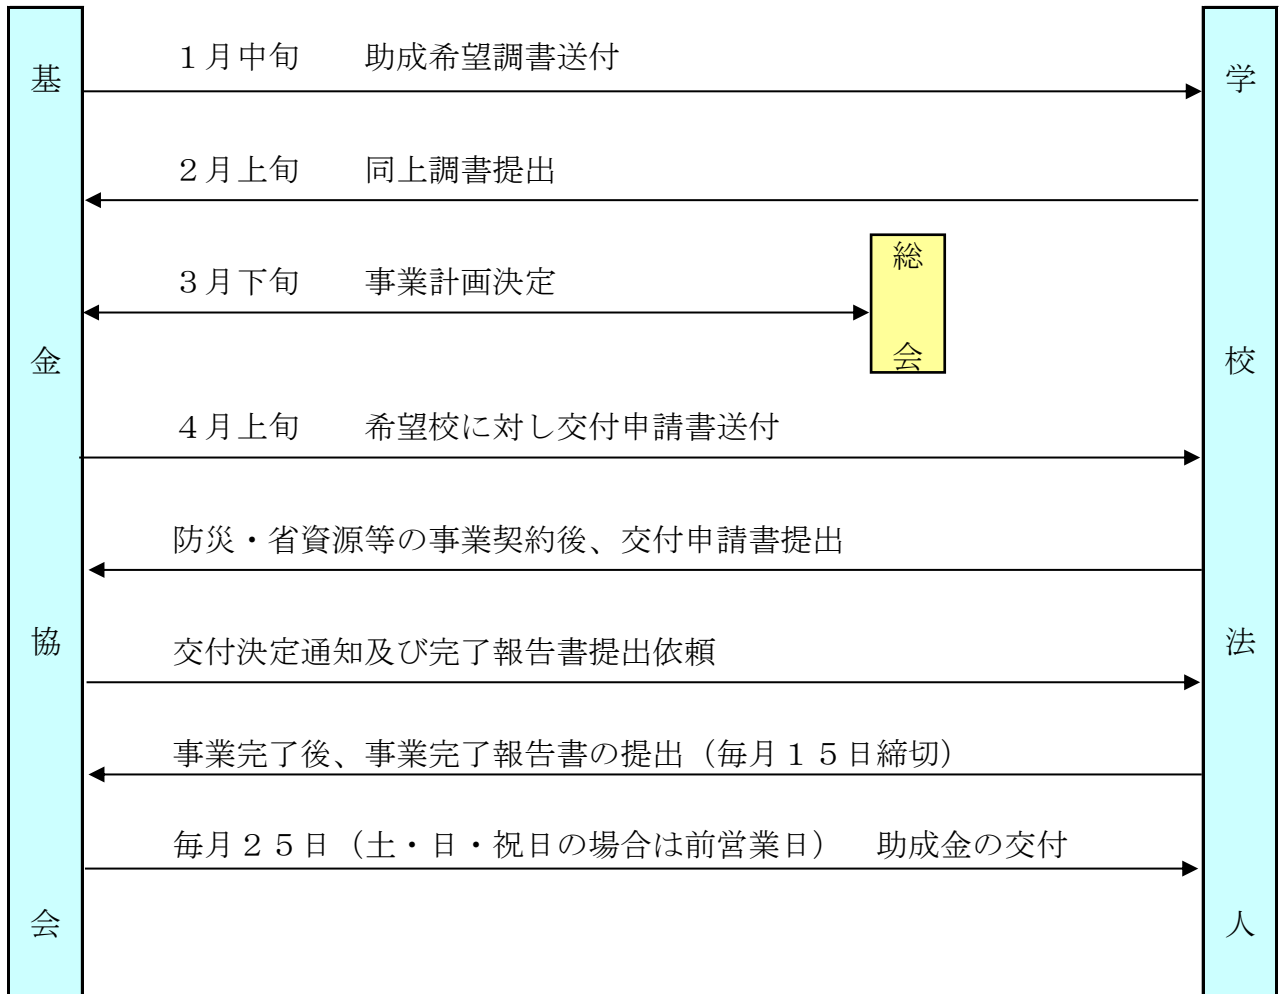 基金協会
１月中旬　　助成希望調書送付
２月上旬　　同上調書提出
３月下旬　　事業計画決定
総会
４月上旬　　希望校に対し交付申請書送付
防災・省資源等の事業契約後、交付申請書提出
交付決定通知及び完了報告書提出依頼
事業完了後、事業完了報告書の提出（毎月１５日締切）
毎月２５日（土・日・祝日の場合は前営業日）　助成金の交付
学校法人